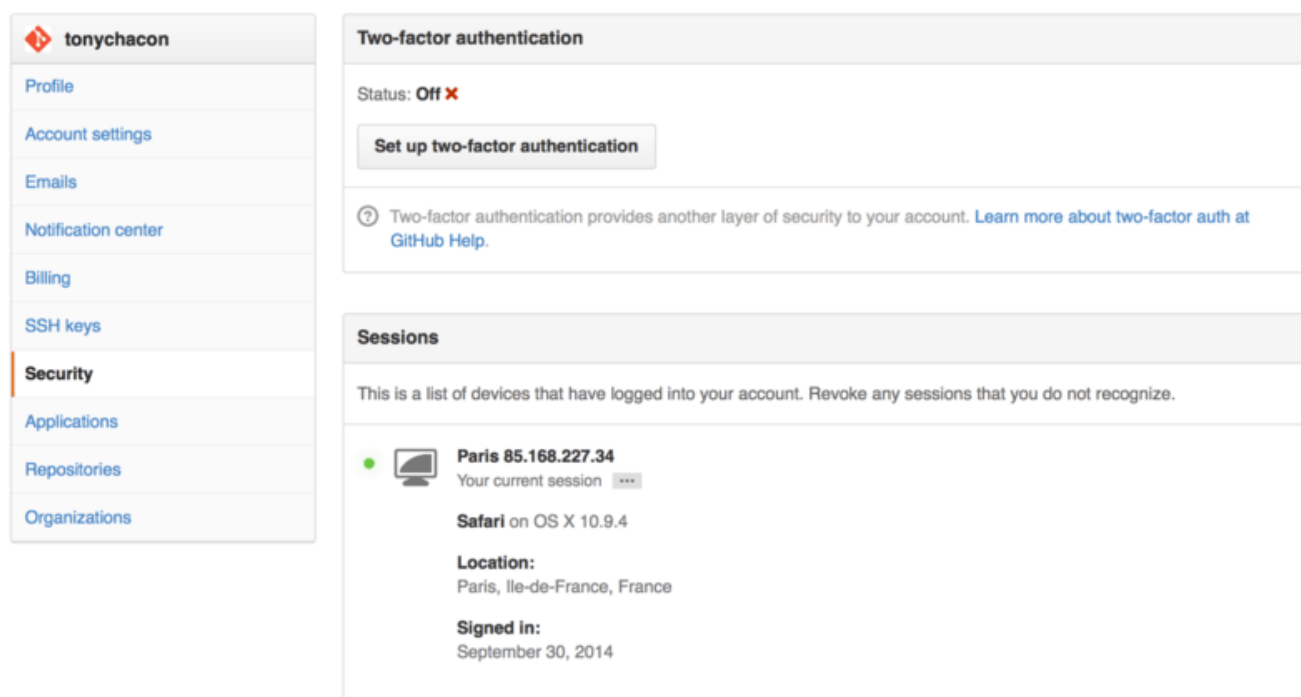 tonychacon
Profile
Account settings
Emails
Notification center
Billing
SSH keys
Security
Applications
Repositories
Organizations
Two-factor authentication
Status: Off ✖
Set up two-factor authentication
Two-factor authentication provides another layer of security to your account. Learn more about two-factor auth at
GitHub Help.
Sessions
This is a list of devices that have logged into your account. Revoke any sessions that you do not recognize.
Paris 85.168.227.34
Your current session ···
Safari on OS X 10.9.4
Location:
Paris, Ile-de-France, France
Signed in:
September 30, 2014